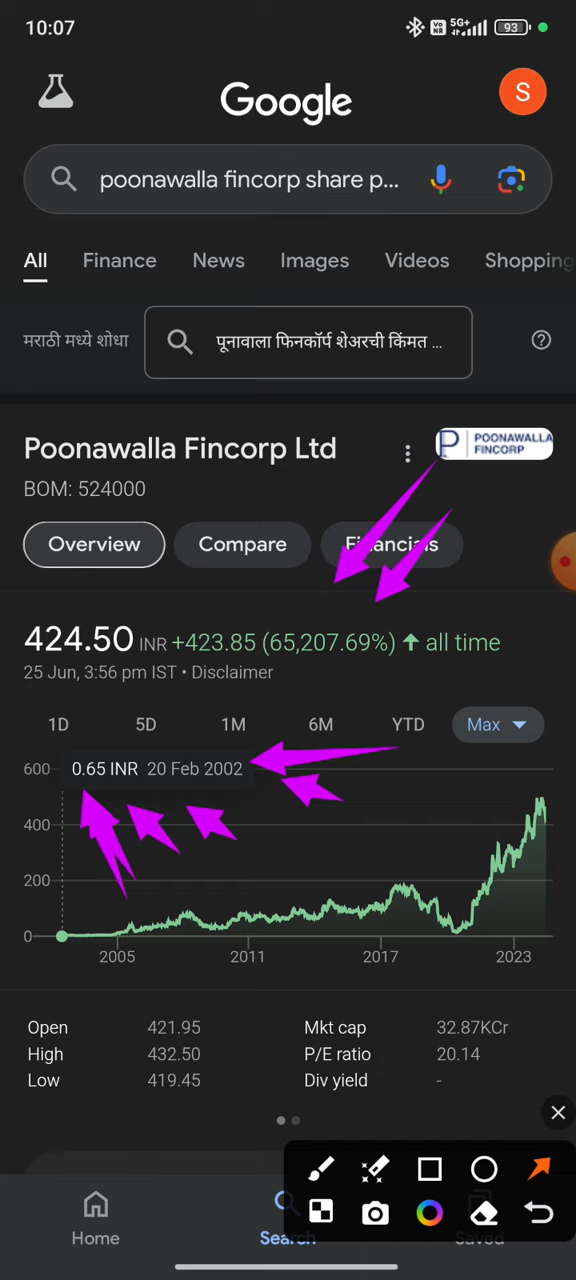 10:07
Vo NR 5G+ 93
Google
S
poonawalla fincorp share p...
All Finance News Images Videos Shopping
मराठी मध्ये शोधा पूनावाला फिनकॉर्प शेअरची किंमत ...
Poonawalla Fincorp Ltd
POONAWALLA
FINCORP
BOM: 524000
Overview Compare Financials
424.50 INR +423.85 (65,207.69%) all time
25 Jun, 3:56 pm IST • Disclaimer
1D 5D 1M 6M YTD Max
600 0.65 INR 20 Feb 2002
400
200
0
2005 2011 2017 2023
Open 421.95 Mkt cap 32.87KCr
High 432.50 P/E ratio 20.14
Low 419.45 Div yield -
Home Search Saved